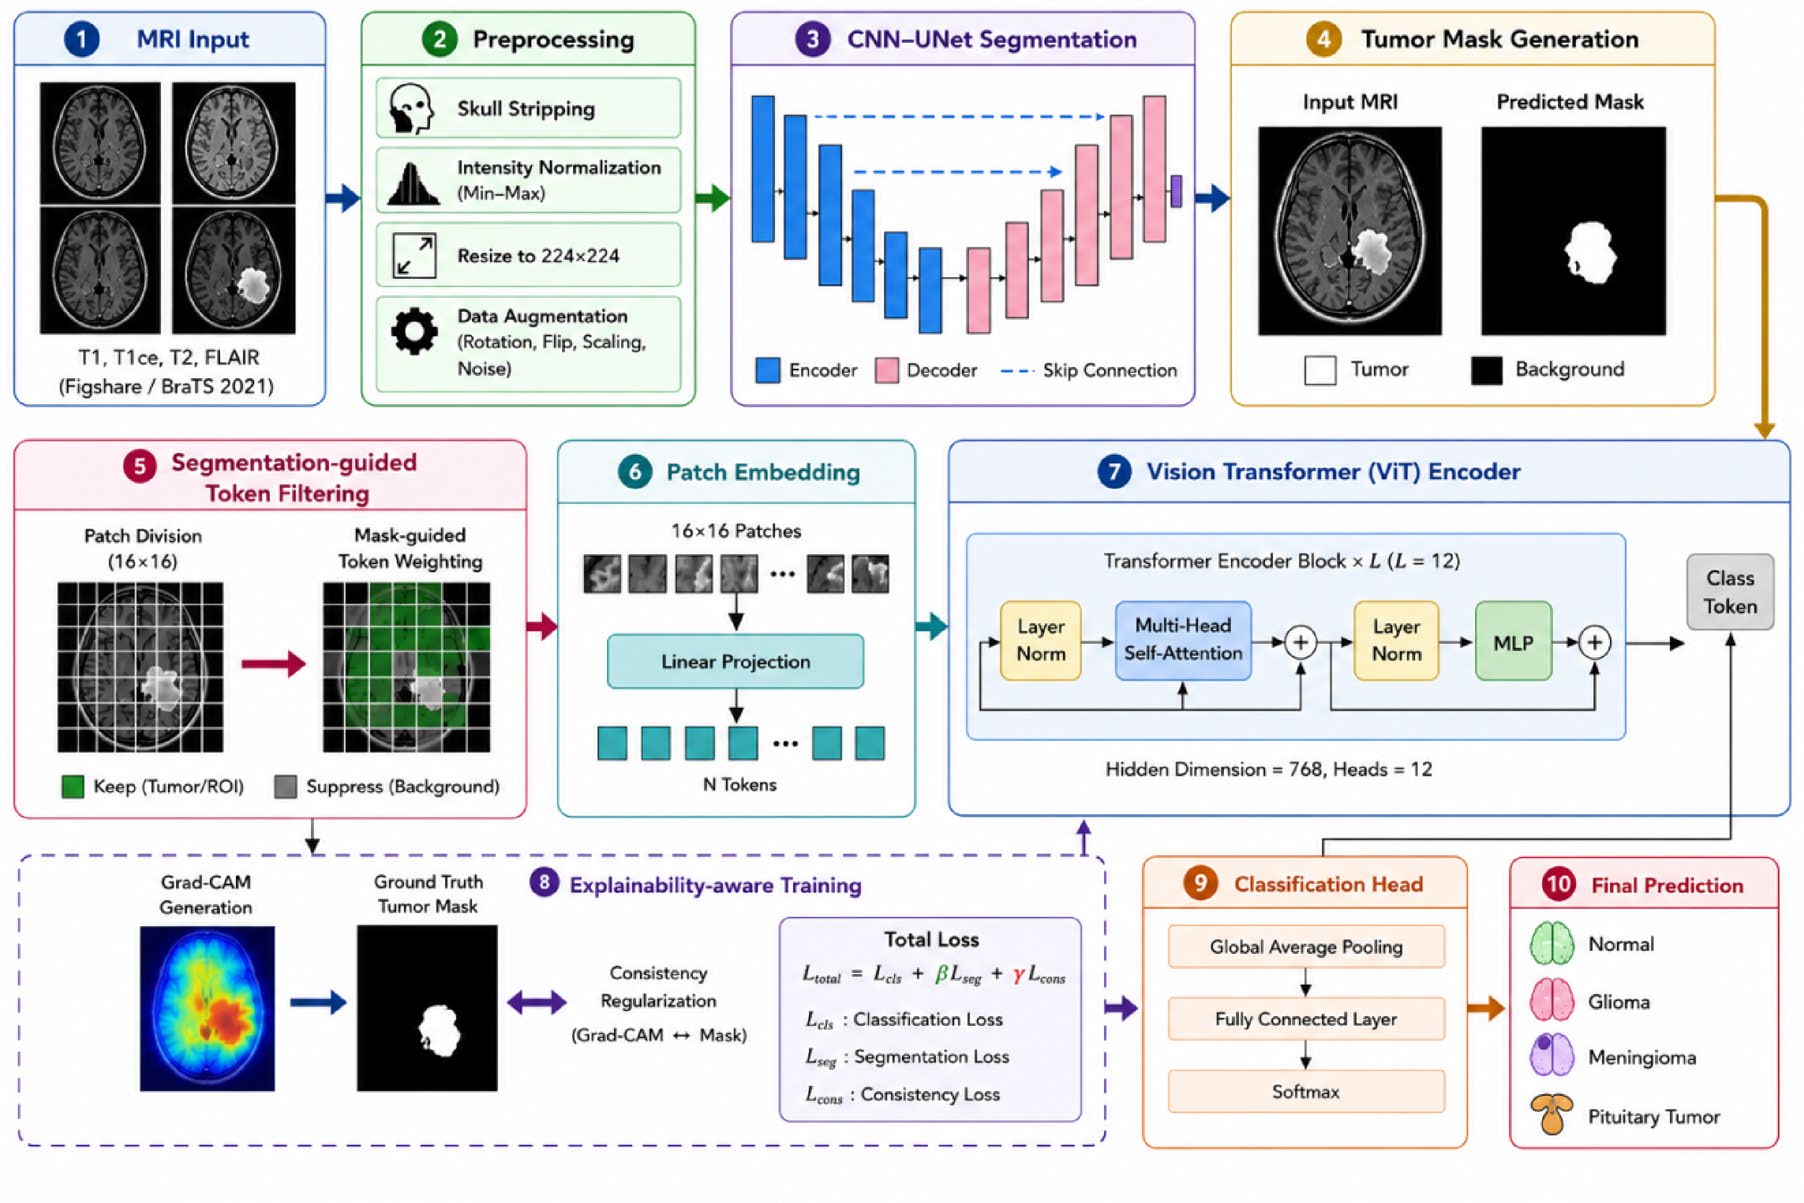 1 MRI Input
T1, T1ce, T2, FLAIR
(Figshare / BraTS 2021)
2 Preprocessing
Skull Stripping
Intensity Normalization
(Min–Max)
Resize to 224×224
Data Augmentation
(Rotation, Flip, Scaling,
Noise)
3 CNN–UNet Segmentation
Encoder
Decoder
Skip Connection
4 Tumor Mask Generation
Input MRI
Predicted Mask
Tumor
Background
5 Segmentation-guided
Token Filtering
Patch Division
(16×16)
Mask-guided
Token Weighting
Keep (Tumor/ROI)
Suppress (Background)
6 Patch Embedding
16×16 Patches
...
Linear Projection
...
N Tokens
7 Vision Transformer (ViT) Encoder
Transformer Encoder Block × L (L = 12)
Layer
Norm
Multi-Head
Self-Attention
+
Layer
Norm
MLP
+
Class
Token
Hidden Dimension = 768, Heads = 12
8 Explainability-aware Training
Grad-CAM
Generation
Ground Truth
Tumor Mask
Consistency
Regularization
(Grad-CAM ↔ Mask)
Total Loss
L_total = L_cls + βL_seg + γL_cons
L_cls : Classification Loss
L_seg : Segmentation Loss
L_cons : Consistency Loss
9 Classification Head
Global Average Pooling
Fully Connected Layer
Softmax
10 Final Prediction
Normal
Glioma
Meningioma
Pituitary Tumor